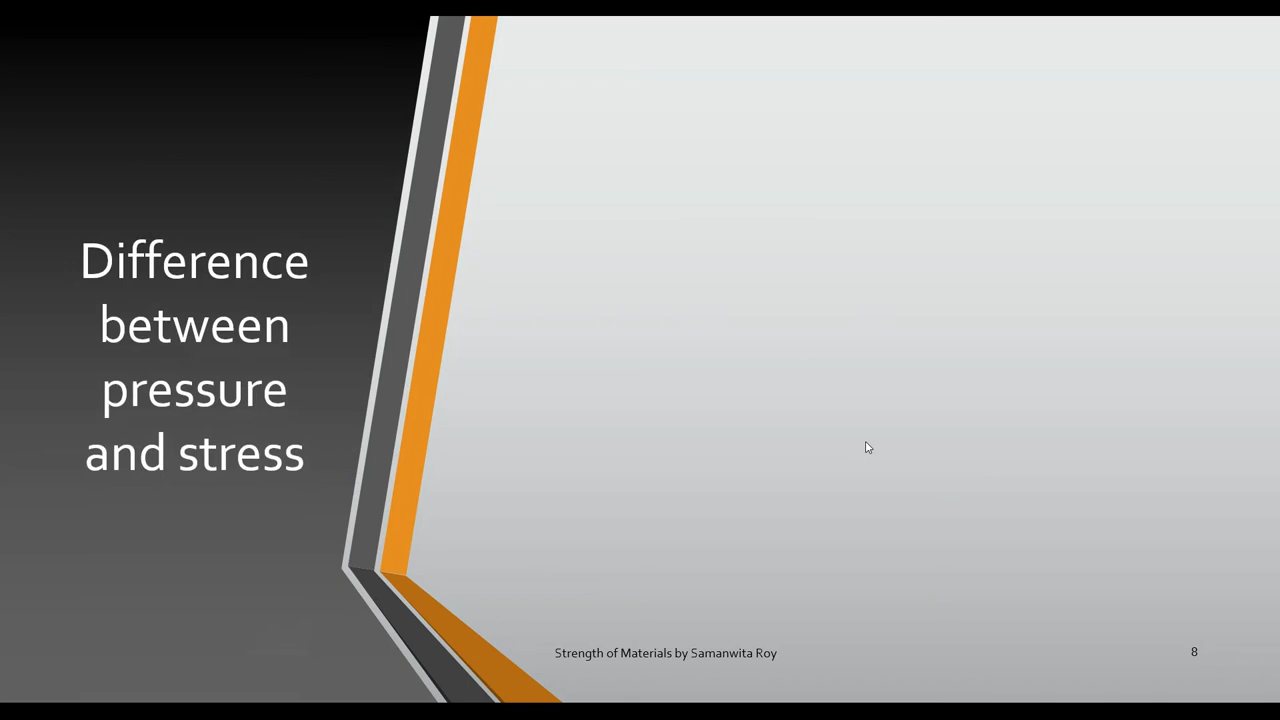 Difference
between
pressure
and stress
Strength of Materials by Samanwita Roy
8